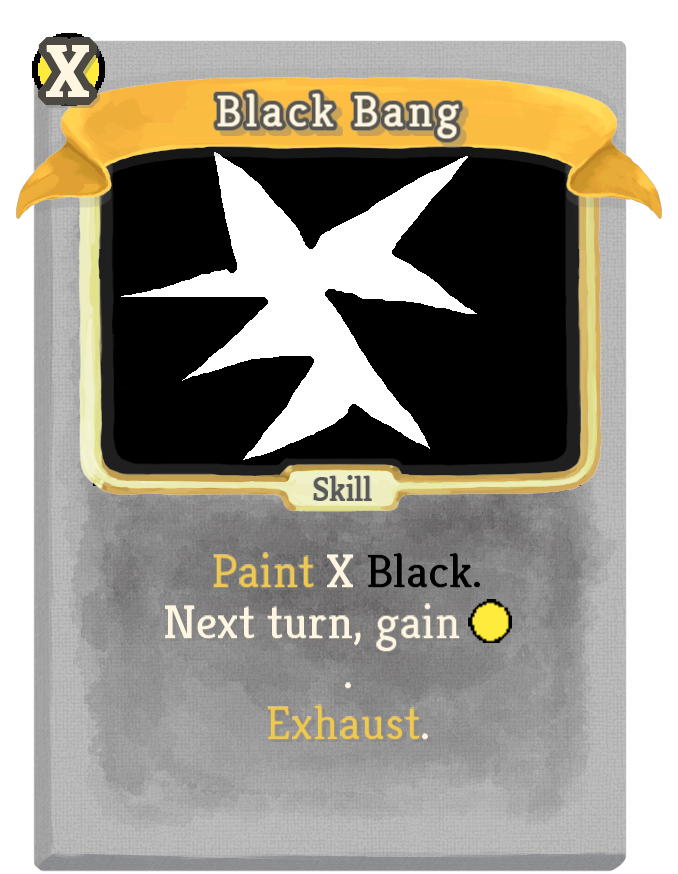 X
Black Bang
Skill
Paint X Black.
Next turn, gain
.
Exhaust.